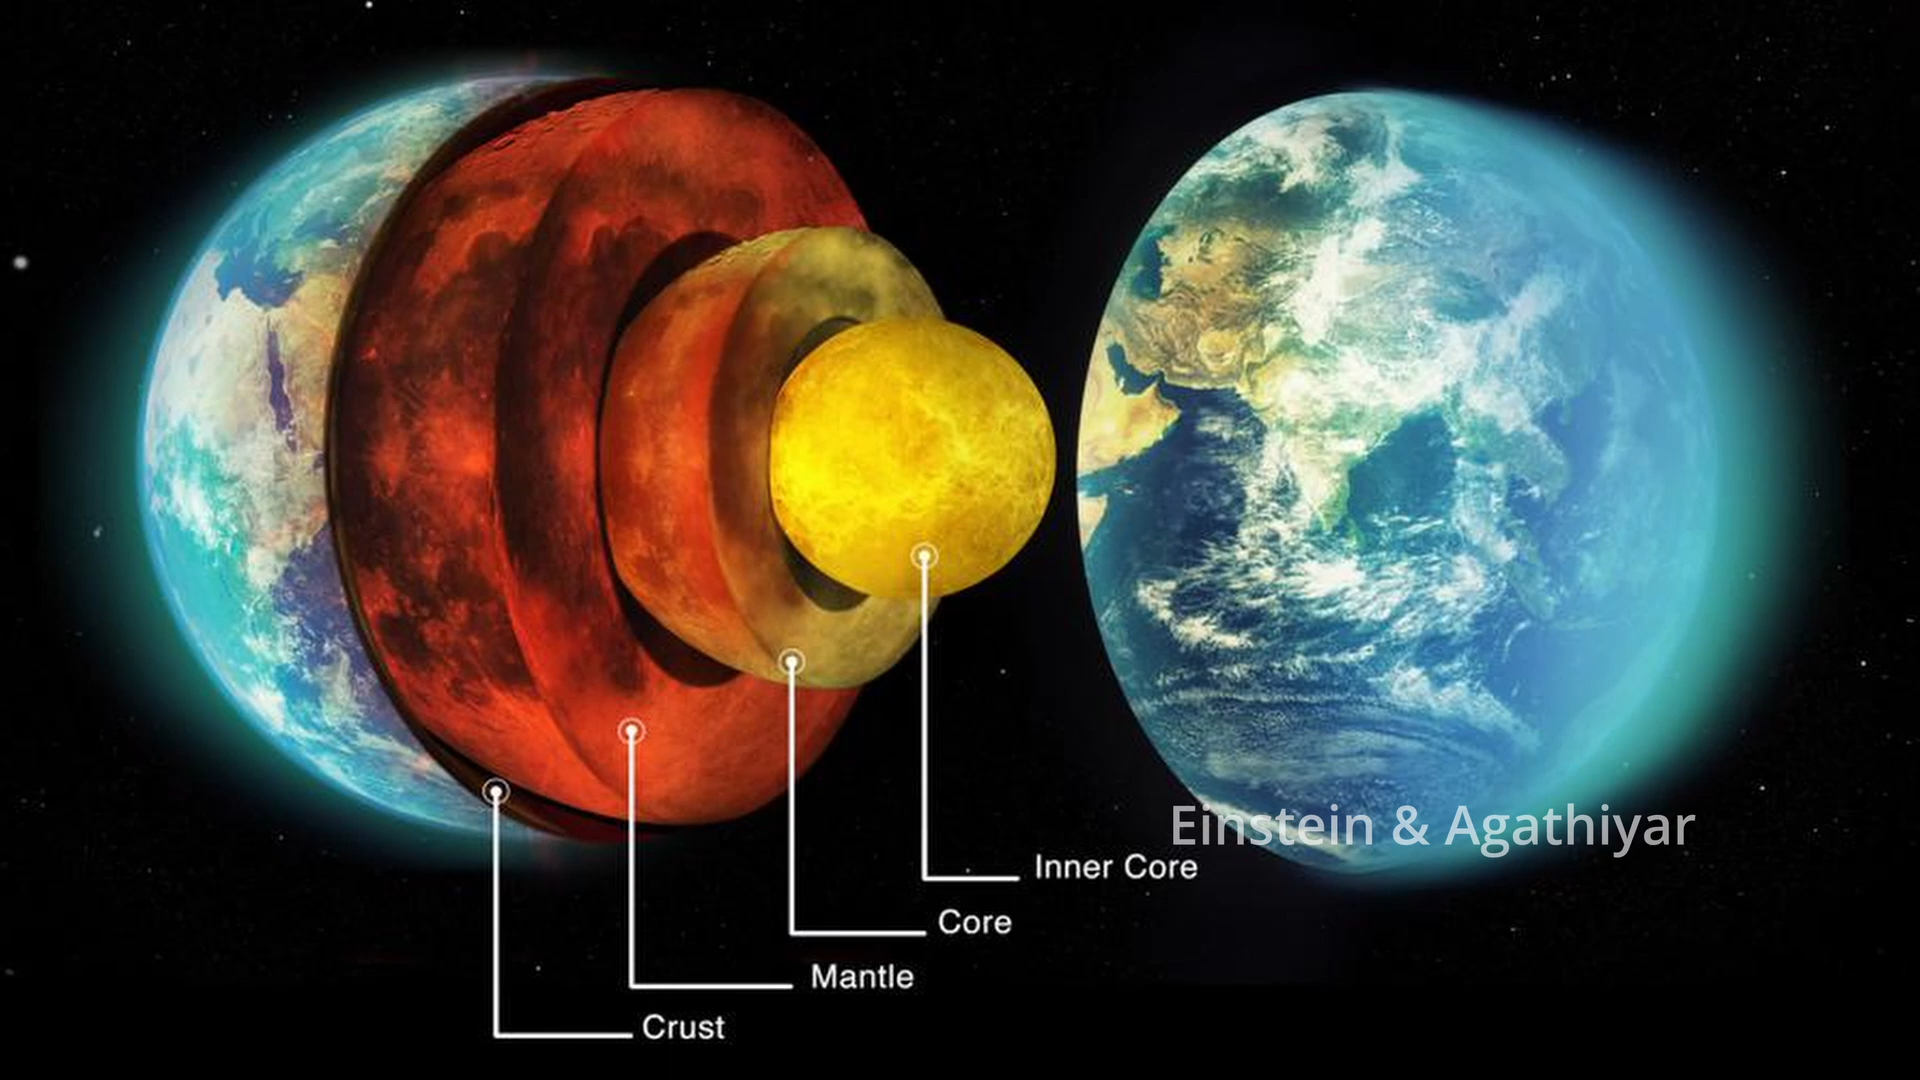 Einstein & Agathiyar
Inner Core
Core
Mantle
Crust